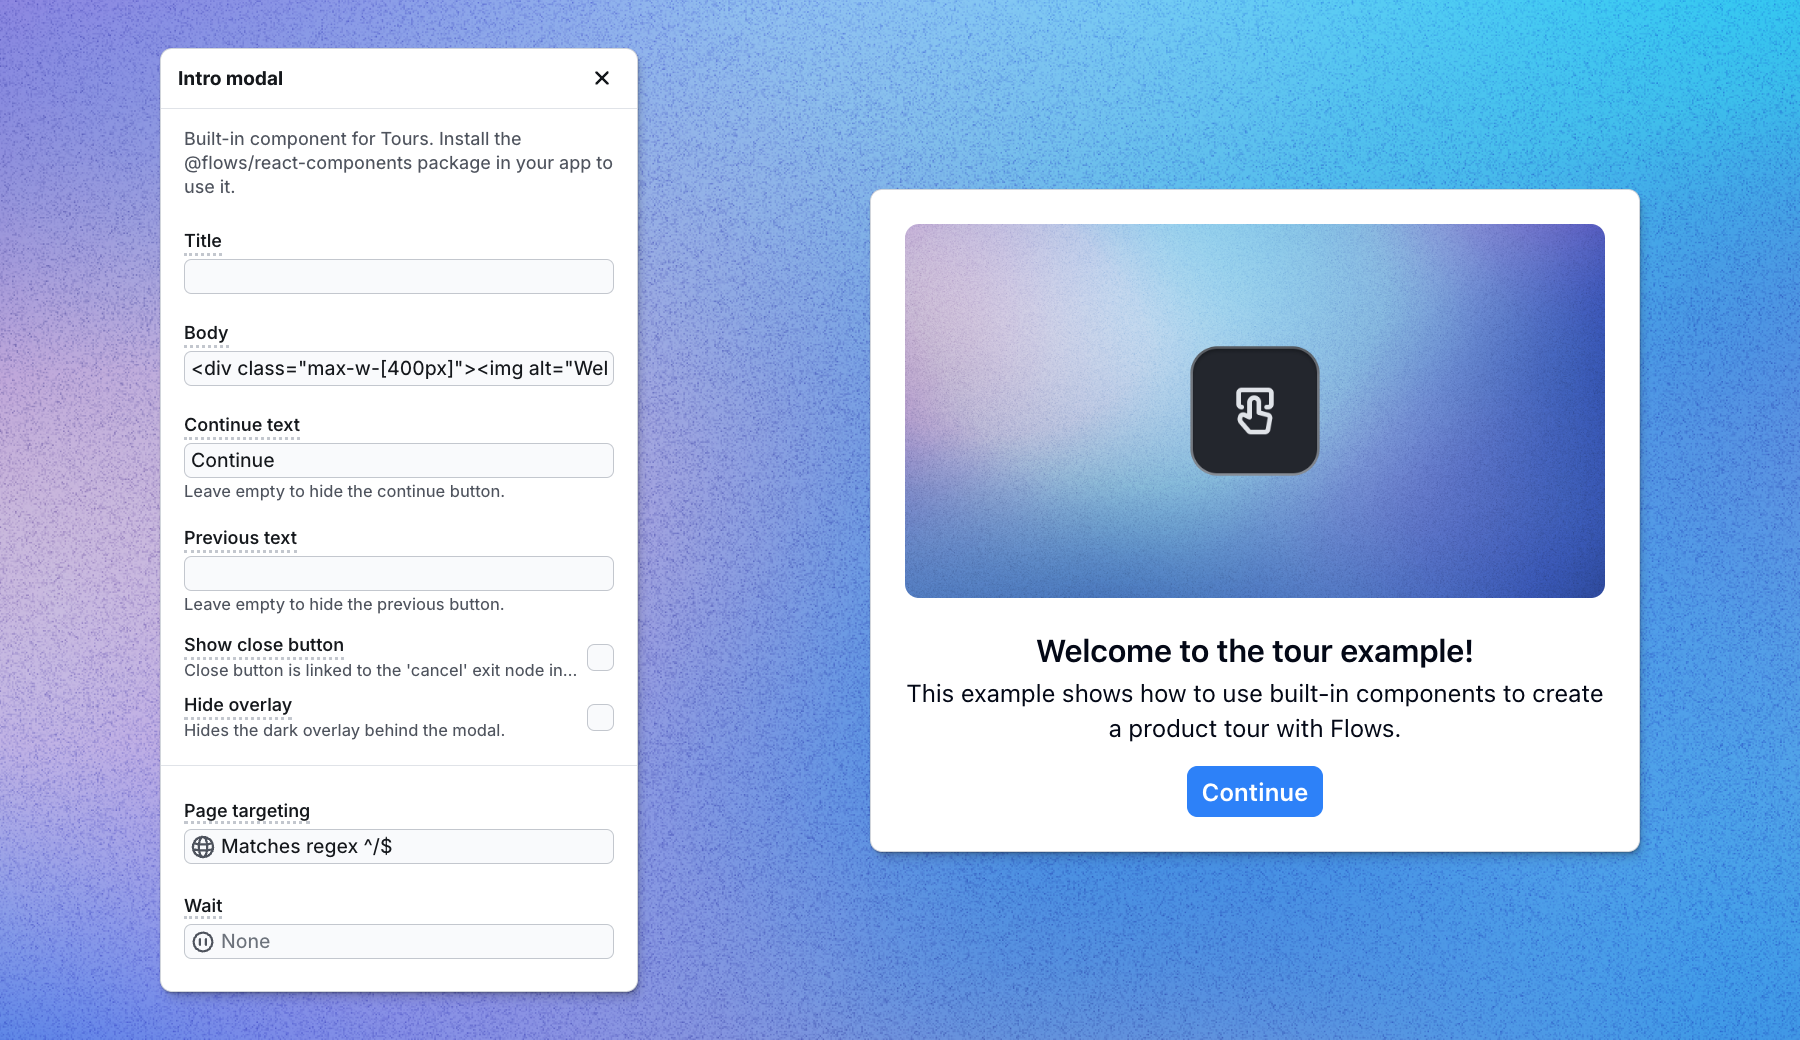 Intro modal
Built-in component for Tours. Install the
@flows/react-components package in your app to
use it.
Title
Body
<div class="max-w-[400px]"><img alt="Wel
Continue text
Continue
Leave empty to hide the continue button.
Previous text
Leave empty to hide the previous button.
Show close button
Close button is linked to the 'cancel' exit node in...
Hide overlay
Hides the dark overlay behind the modal.
Page targeting
Matches regex ^/$
Wait
None
Welcome to the tour example!
This example shows how to use built-in components to create
a product tour with Flows.
Continue